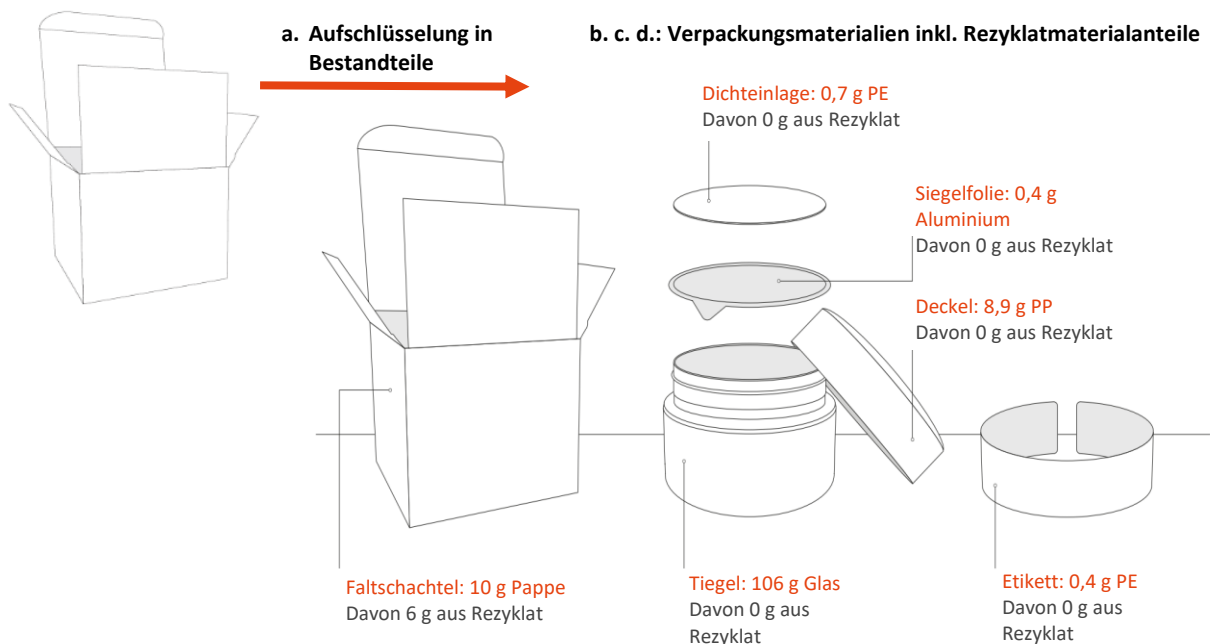 a. Aufschlüsselung in
Bestandteile
b. c. d.: Verpackungsmaterialien inkl. Rezyklatmaterialanteile
Dichteinlage: 0,7 g PE
Davon 0 g aus Rezyklat
Siegelfolie: 0,4 g
Aluminium
Davon 0 g aus Rezyklat
Deckel: 8,9 g PP
Davon 0 g aus Rezyklat
Faltschachtel: 10 g Pappe
Davon 6 g aus Rezyklat
Tiegel: 106 g Glas
Davon 0 g aus
Rezyklat
Etikett: 0,4 g PE
Davon 0 g aus
Rezyklat